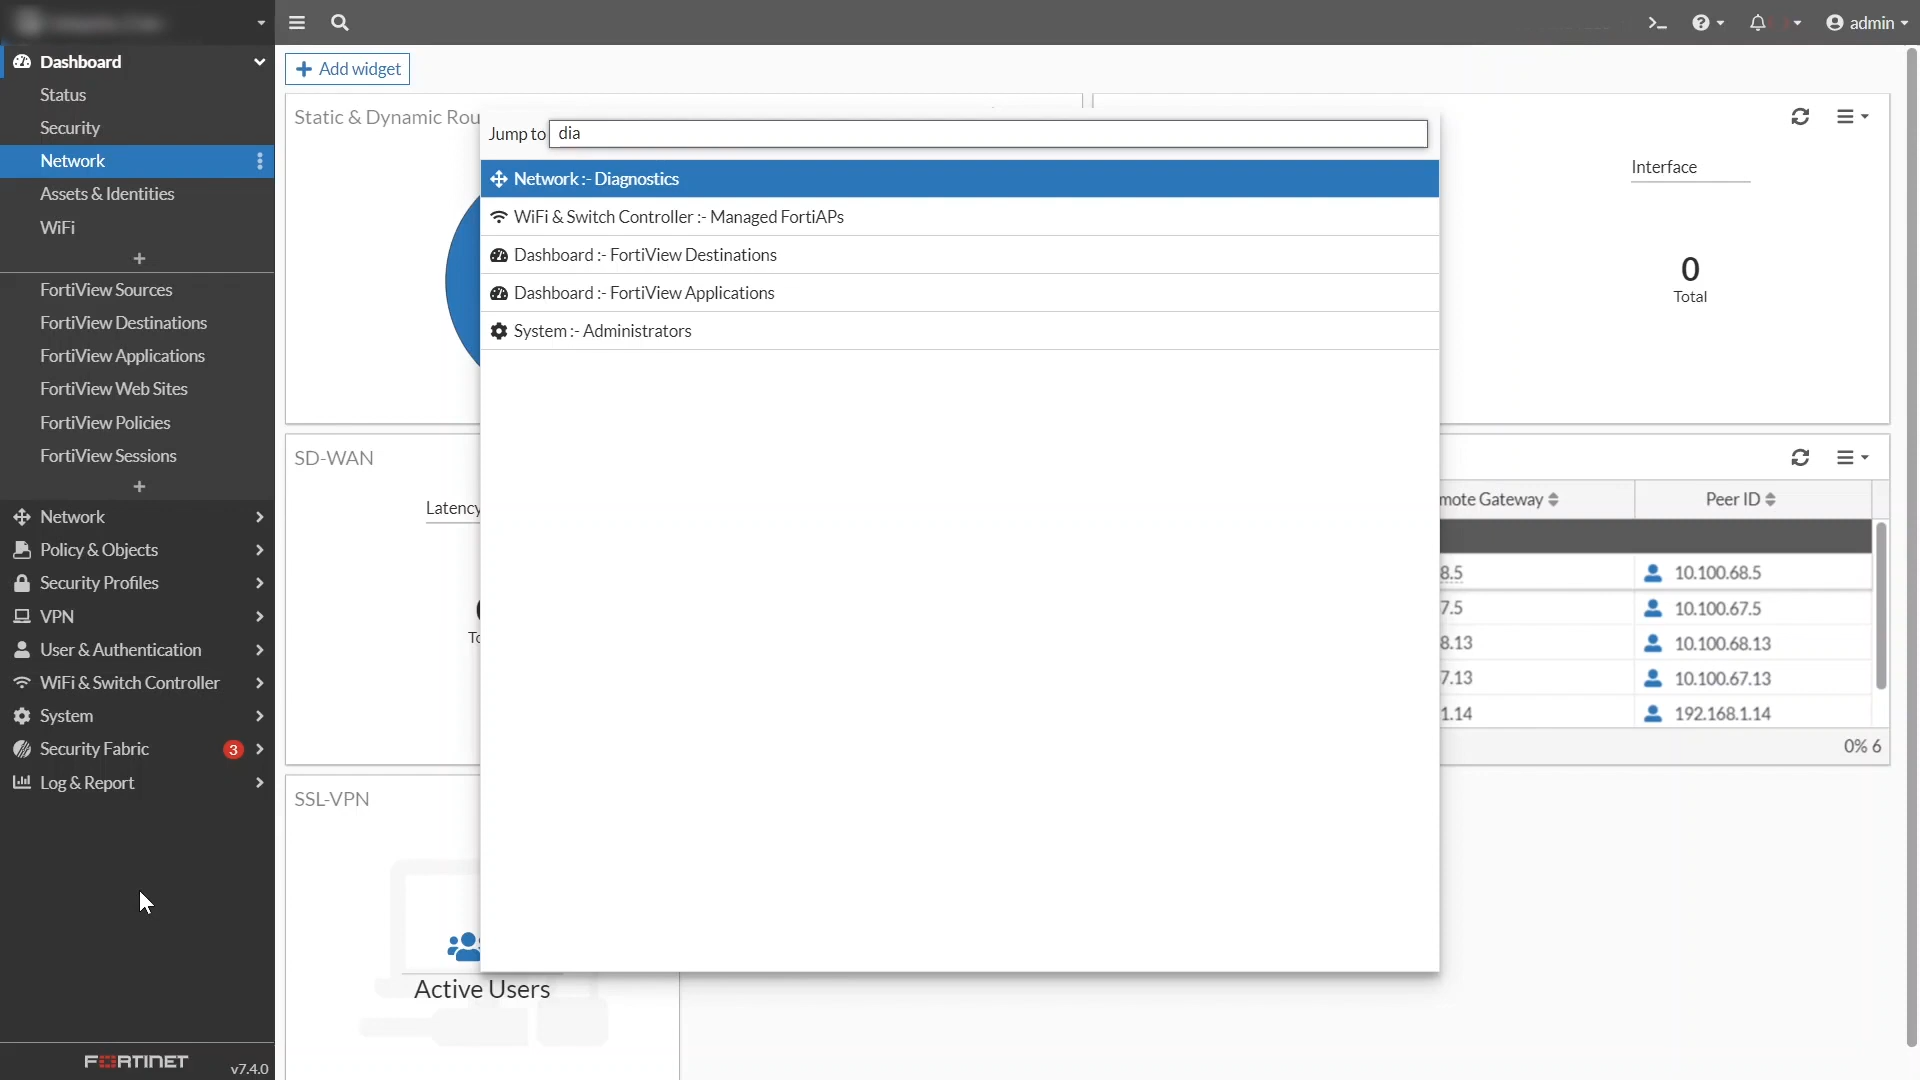 admin
Dashboard
Status
Security
Network
Assets & Identities
WiFi
FortiView Sources
FortiView Destinations
FortiView Applications
FortiView Web Sites
FortiView Policies
FortiView Sessions
Network
Policy & Objects
Security Profiles
VPN
User & Authentication
WiFi & Switch Controller
System
Security Fabric 3
Log & Report
FORTINET v7.4.0
Add widget
Static & Dynamic
Jump to dia
Network :- Diagnostics
WiFi & Switch Controller :- Managed FortiAPs
Dashboard :- FortiView Destinations
Dashboard :- FortiView Applications
System :- Administrators
Interface
0
Total
SD-WAN
Latency
Gateway Peer ID
8.5 10.100.68.5
7.5 10.100.67.5
8.13 10.100.68.13
7.13 10.100.67.13
1.14 192.168.1.14
0% 6
SSL-VPN
Active Users